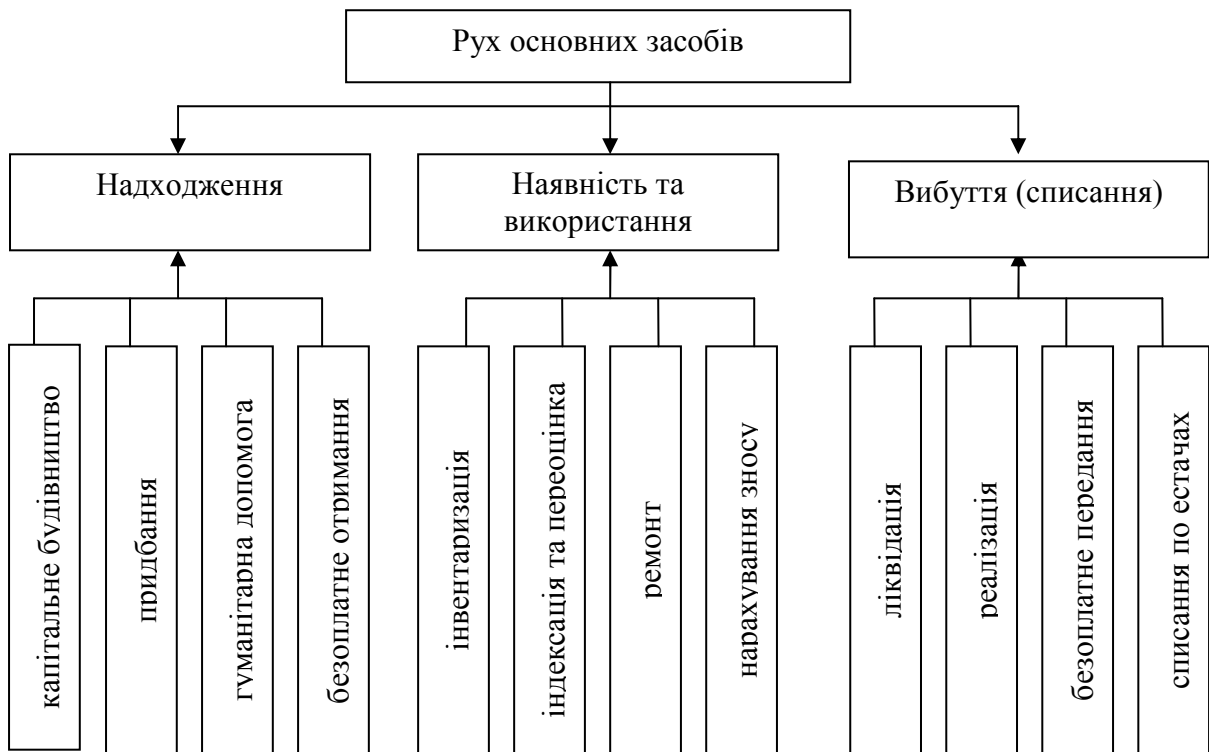 Рух основних засобів
Надходження
Наявність та
використання
Вибуття (списання)
капітальне будівництво
придбання
гуманітарна допомога
безоплатне отримання
інвентаризація
індексація та переоцінка
ремонт
нарахування зносу
ліквідація
реалізація
безоплатне передання
списання по естачах